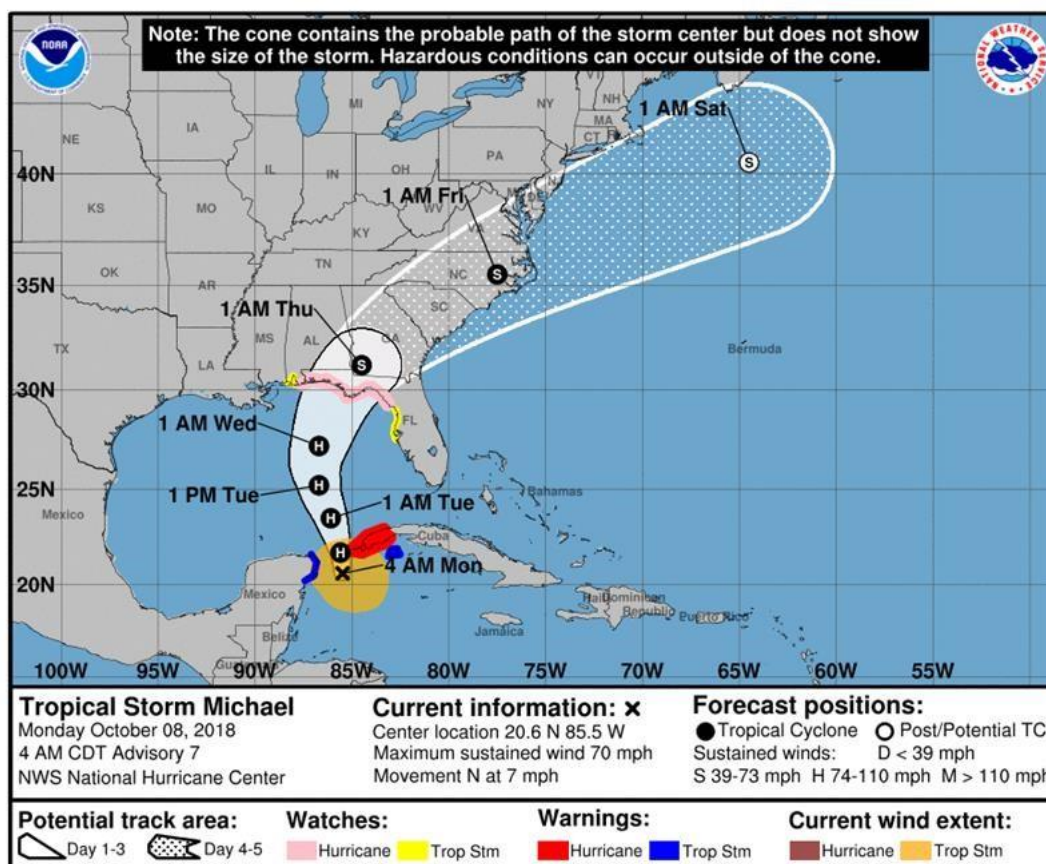 Note: The cone contains the probable path of the storm center but does not show
the size of the storm. Hazardous conditions can occur outside of the cone.
NOAA
NATIONAL WEATHER SERVICE
1 AM Sat
1 AM Fri
1 AM Thu
1 AM Wed
1 PM Tue
1 AM Tue
4 AM Mon
S
S
S
H
H
H
H
NE
IA
MI
NY
VT
NH
MA
CT
IL
IN
OH
PA
KS
MO
WV
VA
KY
OK
AR
TN
NC
SC
TX
LA
MS
AL
GA
FL
DE
Bermuda
Bahamas
Mexico
Cuba
Mexico
Belize
Jamaica
Dominican
Republic
Puerto Rico
40N
35N
30N
25N
20N
100W 95W 90W 85W 80W 75W 70W 65W 60W 55W
Tropical Storm Michael
Monday October 08, 2018
4 AM CDT Advisory 7
NWS National Hurricane Center
Current information: ×
Center location 20.6 N 85.5 W
Maximum sustained wind 70 mph
Movement N at 7 mph
Forecast positions:
Tropical Cyclone Post/Potential TC
Sustained winds: D < 39 mph
S 39-73 mph H 74-110 mph M > 110 mph
Potential track area:
Day 1-3 Day 4-5
Watches:
Hurricane Trop Stm
Warnings:
Hurricane Trop Stm
Current wind extent:
Hurricane Trop Stm